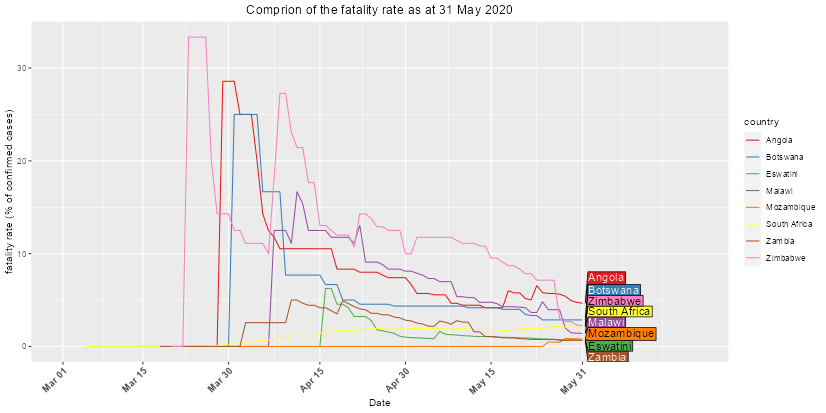 Comprion of the fatality rate as at 31 May 2020
fatality rate (% of confirmed cases)
30
20
10
0
Mar 01
Mar 15
Mar 30
Apr 15
Apr 30
May 15
May 31
Date
Angola
Botswana
Zimbabwe
South Africa
Malawi
Mozambique
Eswatini
Zambia
country
Angola
Botswana
Eswatini
Malawi
Mozambique
South Africa
Zambia
Zimbabwe